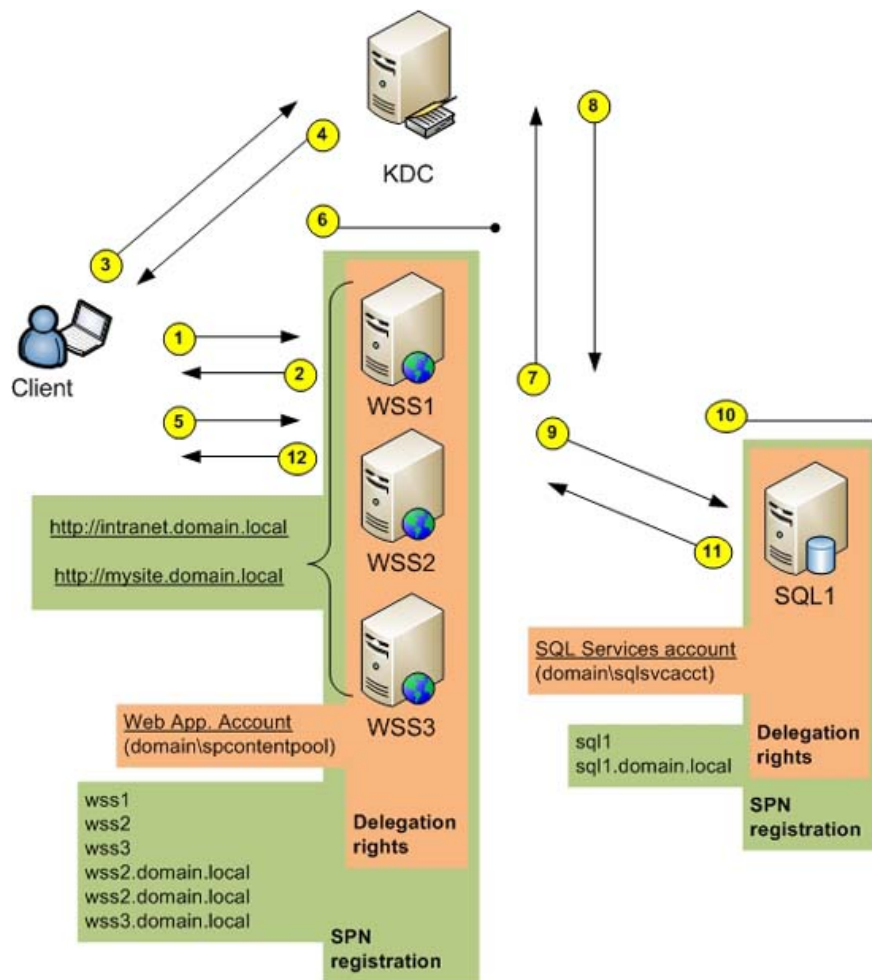 8
4
KDC
6
3
1
2
Client
WSS1
7
5
10
9
12
http://intranet.domain.local
WSS2
11
http://mysite.domain.local
SQL1
SQL Services account
(domain\sqlsvcacct)
Web App. Account
(domain\spcontentpool)
WSS3
Delegation
rights
sql1
sql1.domain.local
SPN
registration
wss1
wss2
wss3
wss2.domain.local
wss2.domain.local
wss3.domain.local
Delegation
rights
SPN
registration